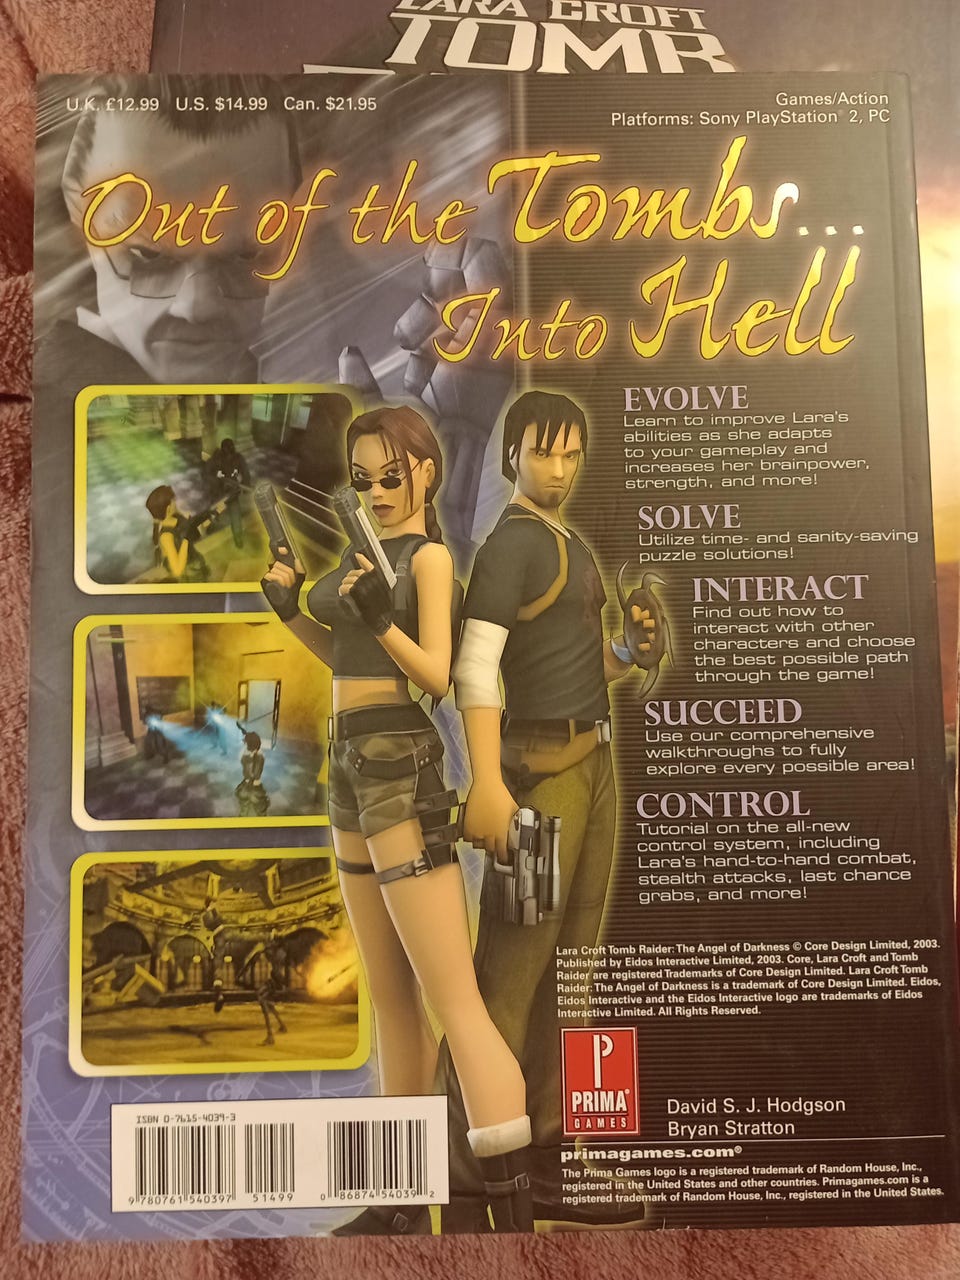 LARA CROFT
TOMB
U.K. £12.99 U.S. $14.99 Can. $21.95
Games/Action
Platforms: Sony PlayStation® 2, PC
Out of the Tombs...
Into Hell
EVOLVE
Learn to improve Lara's
abilities as she adapts
to your gameplay and
increases her brainpower,
strength, and more!
SOLVE
Utilize time- and sanity-saving
puzzle solutions!
INTERACT
Find out how to
interact with other
characters and choose
the best possible path
through the game!
SUCCEED
Use our comprehensive
walkthroughs to fully
explore every possible area!
CONTROL
Tutorial on the all-new
control system, including
Lara's hand-to-hand combat,
stealth attacks, last chance
grabs, and more!
Lara Croft Tomb Raider: The Angel of Darkness © Core Design Limited, 2003.
Published by Eidos Interactive Limited, 2003. Core, Lara Croft and Tomb
Raider are registered Trademarks of Core Design Limited. Lara Croft Tomb
Raider: The Angel of Darkness is a trademark of Core Design Limited. Eidos,
Eidos Interactive and the Eidos Interactive logo are trademarks of Eidos
Interactive Limited. All Rights Reserved.
P
PRIMA®
GAMES
David S. J. Hodgson
Bryan Stratton
primagames.com®
The Prima Games logo is a registered trademark of Random House, Inc.,
registered in the United States and other countries. Primagames.com is a
registered trademark of Random House, Inc., registered in the United States.
ISBN 0-7615-4039-3
9 780761 540397 51499 0 86874 54039 2